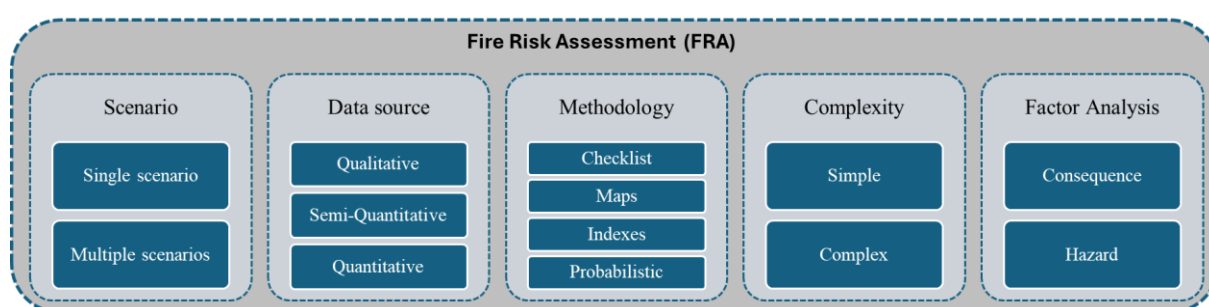 Fire Risk Assessment (FRA)
Scenario
Single scenario
Multiple scenarios
Data source
Qualitative
Semi-Quantitative
Quantitative
Methodology
Checklist
Maps
Indexes
Probabilistic
Complexity
Simple
Complex
Factor Analysis
Consequence
Hazard